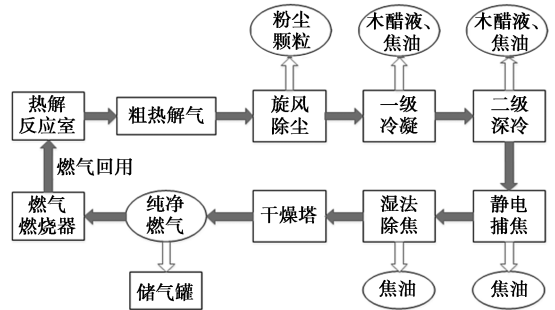 粉尘
颗粒
木醋液、
焦油
木醋液、
焦油
热解
反应室
粗热解气
旋风
除尘
一级
冷凝
二级
深冷
燃气回用
燃气
燃烧器
纯净
燃气
干燥塔
湿法
除焦
静电
捕焦
储气罐
焦油
焦油